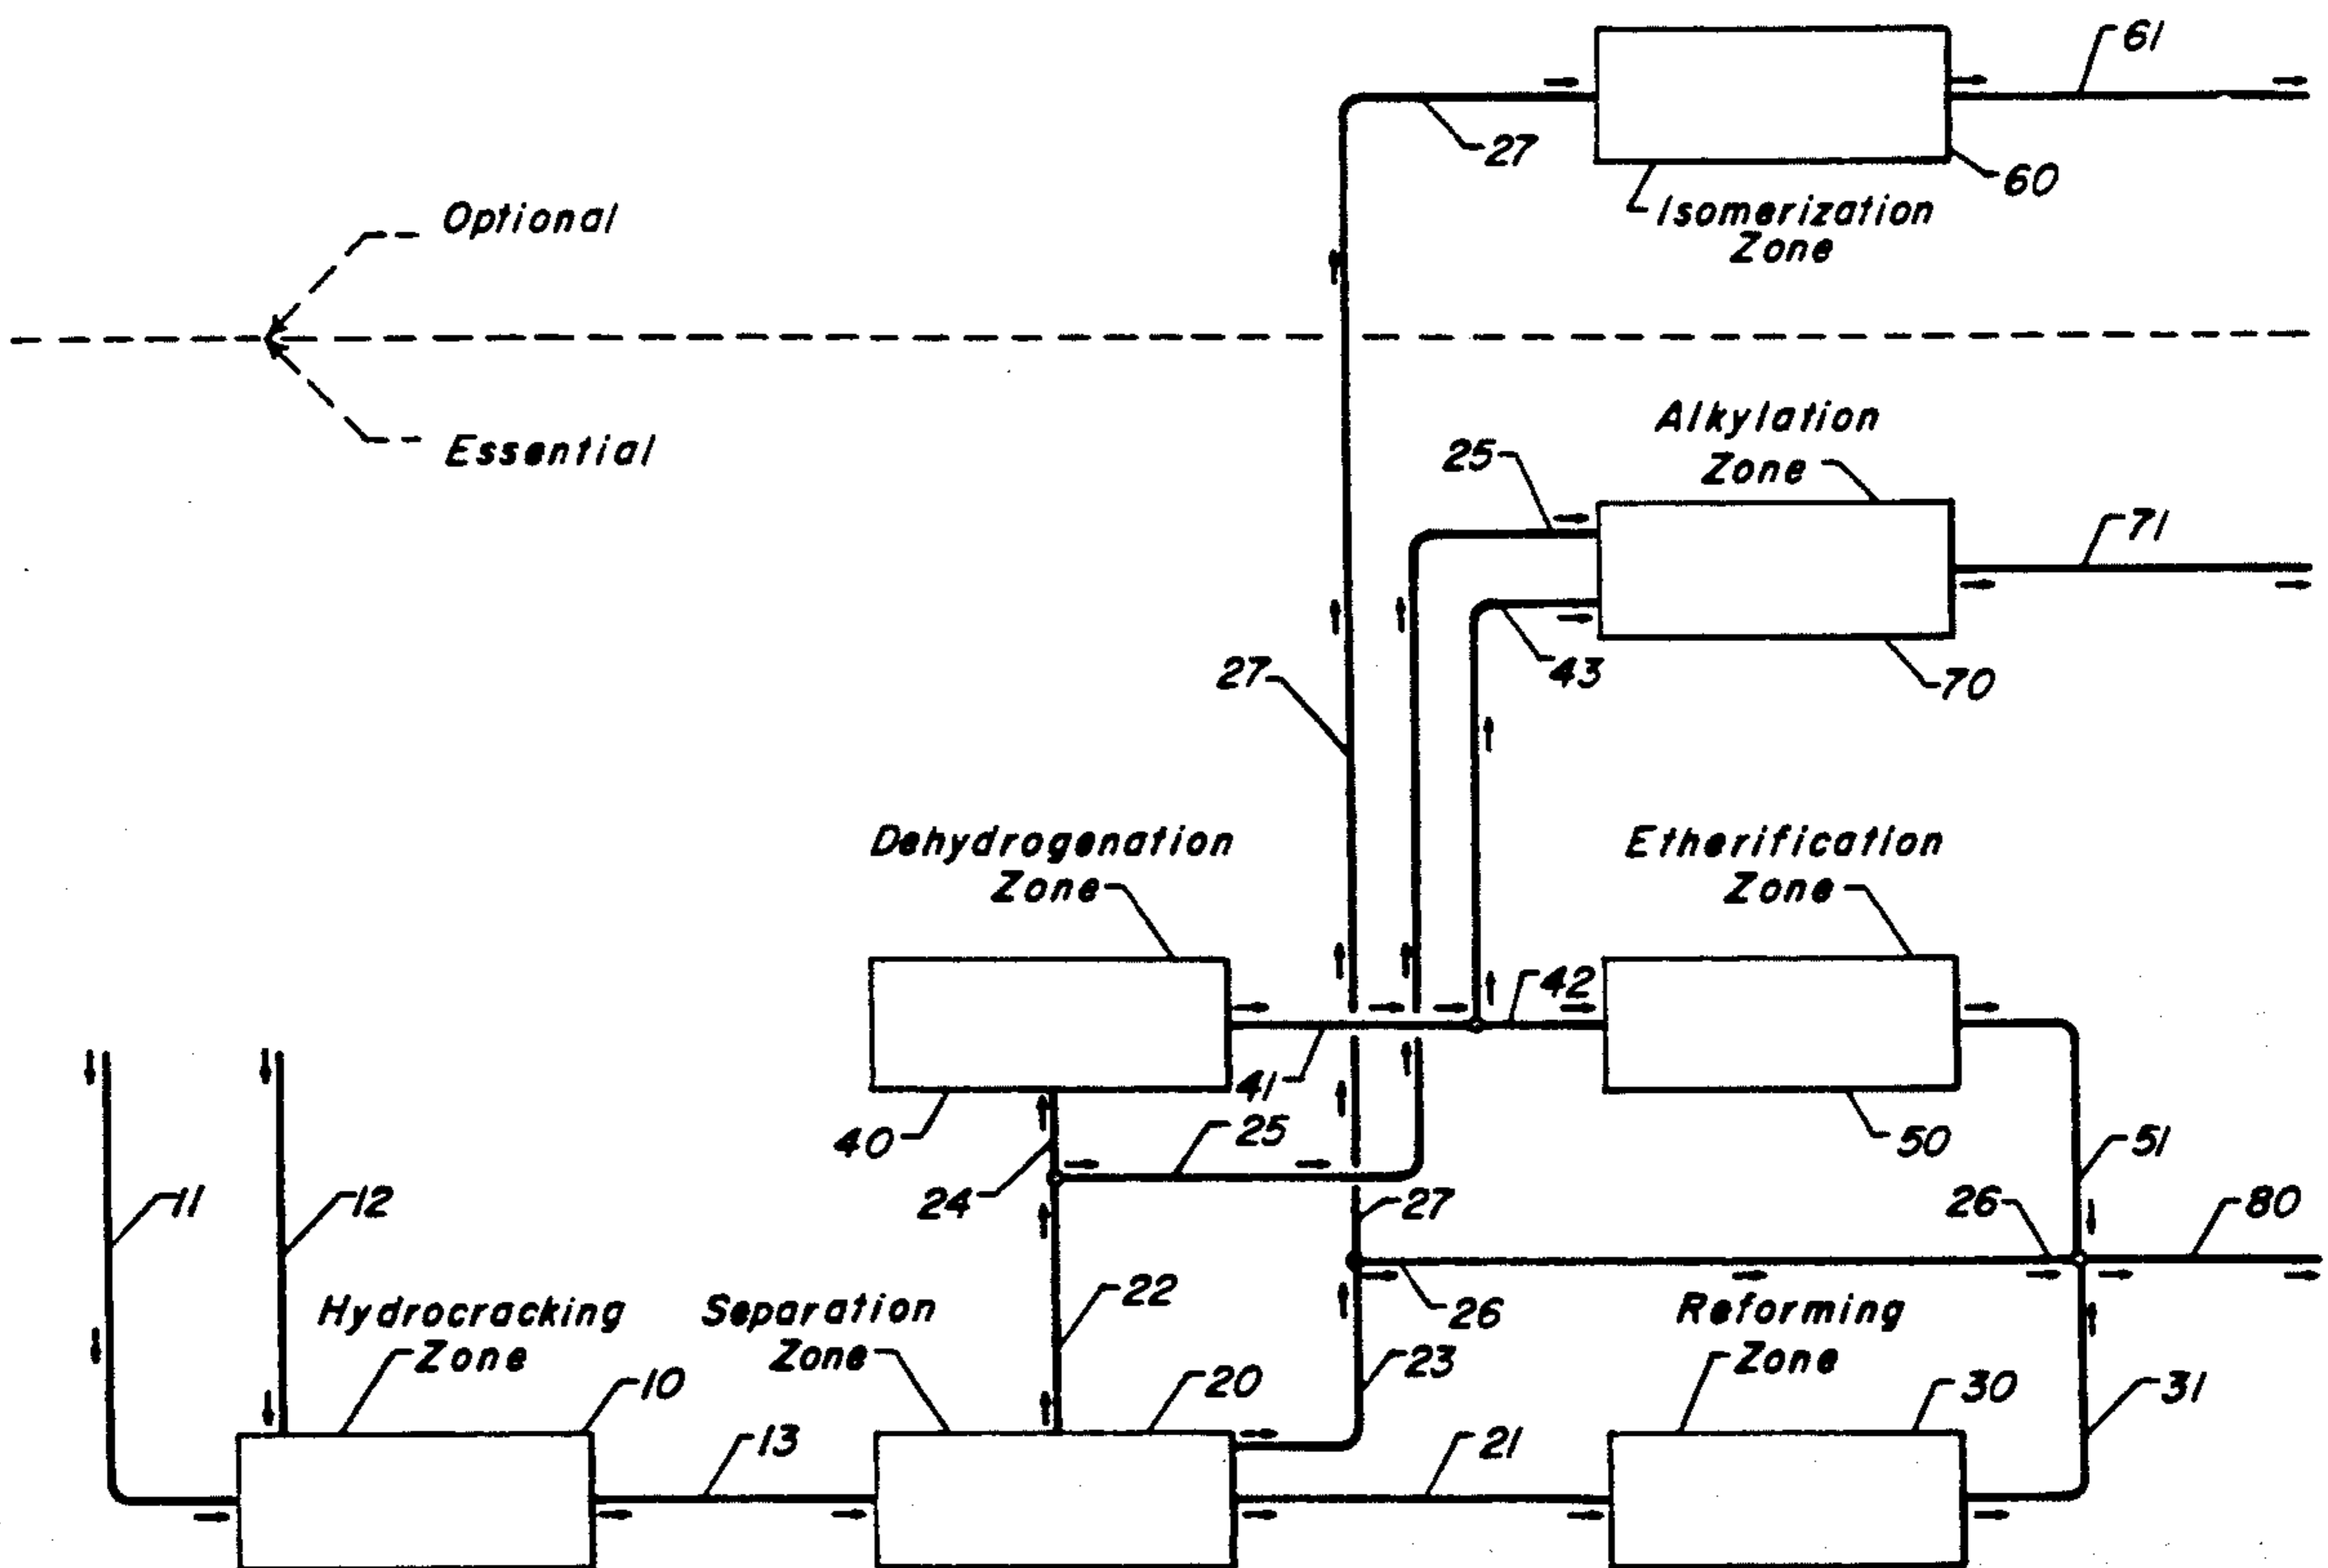 61
27
60
Isomerization
Zone
Optional
Essential
Alkylation
Zone
25
71
43
70
27
Dehydrogenation
Zone
Etherification
Zone
42
41
40
25
50
51
24
11
12
27
26
80
22
26
Hydrocracking
Zone
Separation
Zone
Reforming
Zone
23
10
20
30
31
13
21